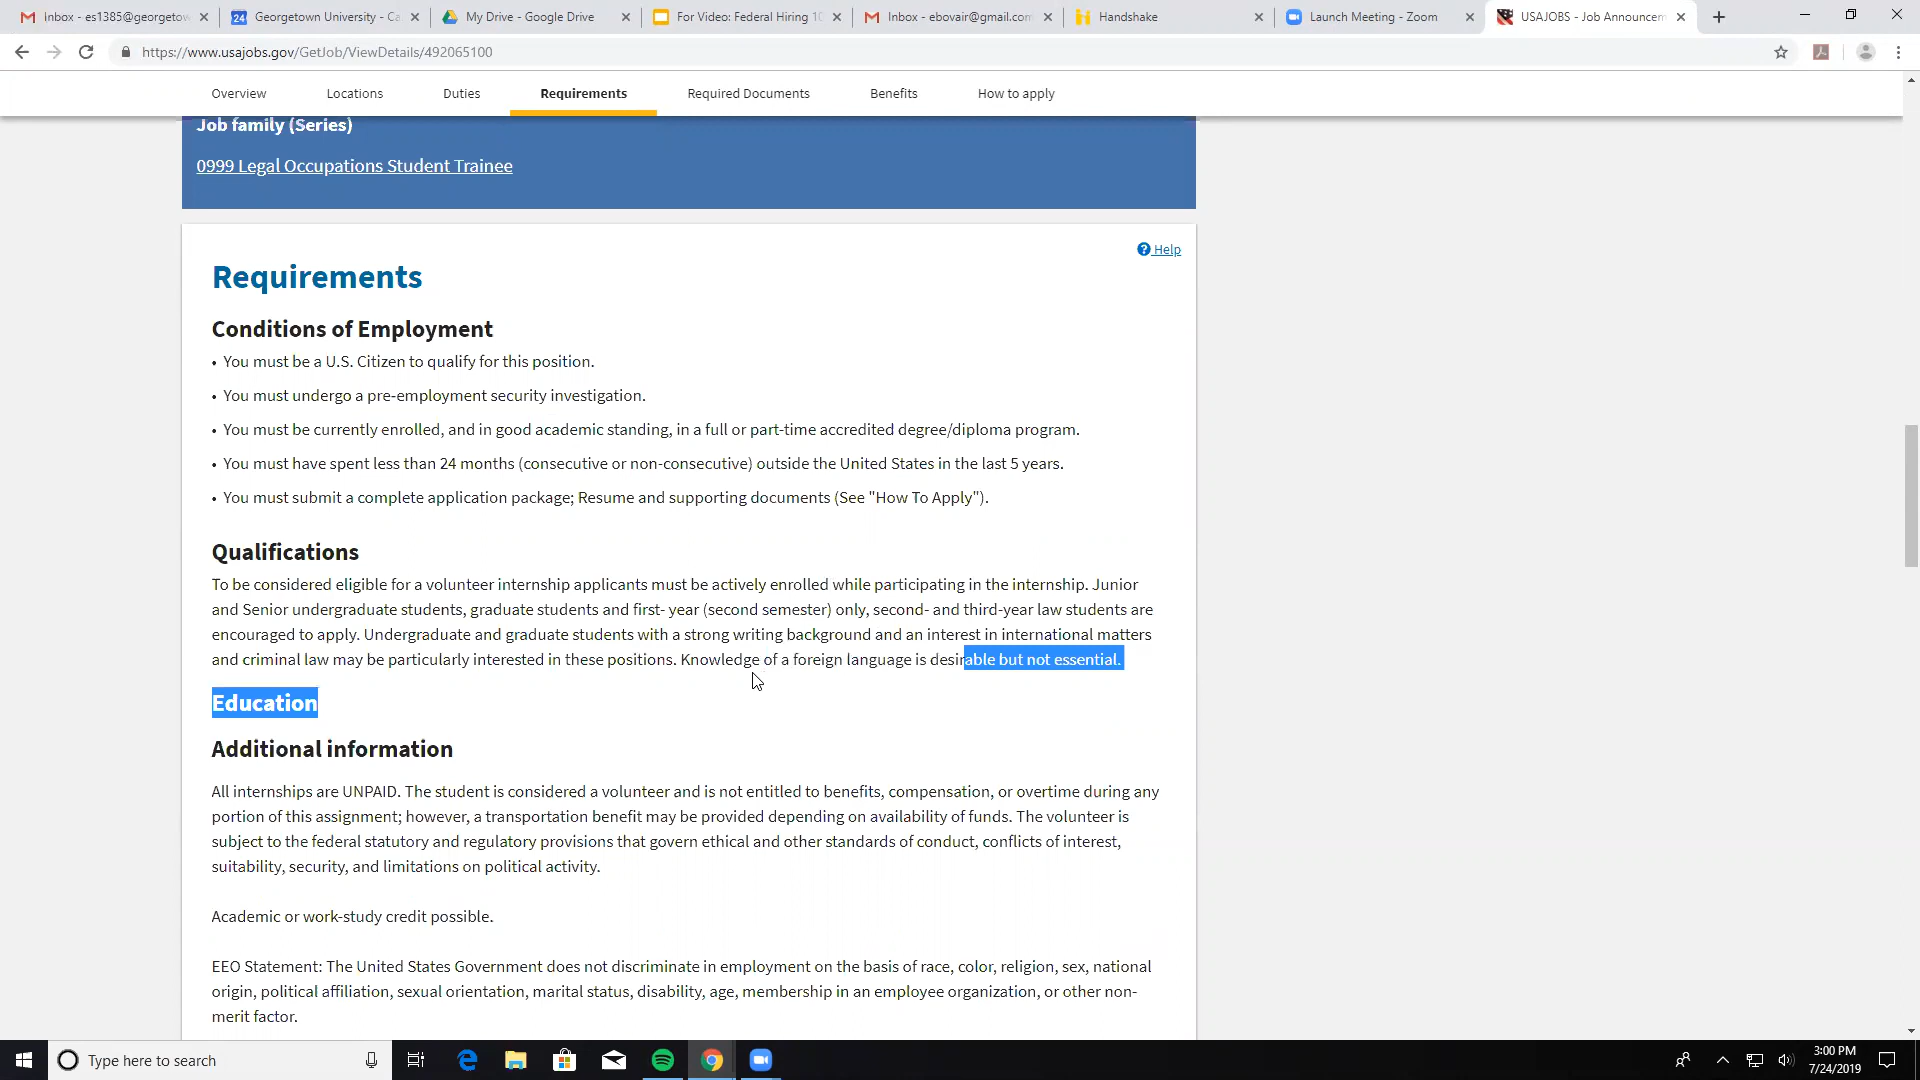 Inbox - es1385@georgetow
Georgetown University - Ca
My Drive - Google Drive
For Video: Federal Hiring 10
Inbox - ebovair@gmail.com
Handshake
Launch Meeting - Zoom
USAJOBS - Job Announcem
https://www.usajobs.gov/GetJob/ViewDetails/492065100
Overview
Locations
Duties
Requirements
Required Documents
Benefits
How to apply
Job family (Series)
0999 Legal Occupations Student Trainee
Help
Requirements
Conditions of Employment
• You must be a U.S. Citizen to qualify for this position.
• You must undergo a pre-employment security investigation.
• You must be currently enrolled, and in good academic standing, in a full or part-time accredited degree/diploma program.
• You must have spent less than 24 months (consecutive or non-consecutive) outside the United States in the last 5 years.
• You must submit a complete application package; Resume and supporting documents (See "How To Apply").
Qualifications
To be considered eligible for a volunteer internship applicants must be actively enrolled while participating in the internship. Junior
and Senior undergraduate students, graduate students and first- year (second semester) only, second- and third-year law students are
encouraged to apply. Undergraduate and graduate students with a strong writing background and an interest in international matters
and criminal law may be particularly interested in these positions. Knowledge of a foreign language is desirable but not essential.
Education
Additional information
All internships are UNPAID. The student is considered a volunteer and is not entitled to benefits, compensation, or overtime during any
portion of this assignment; however, a transportation benefit may be provided depending on availability of funds. The volunteer is
subject to the federal statutory and regulatory provisions that govern ethical and other standards of conduct, conflicts of interest,
suitability, security, and limitations on political activity.
Academic or work-study credit possible.
EEO Statement: The United States Government does not discriminate in employment on the basis of race, color, religion, sex, national
origin, political affiliation, sexual orientation, marital status, disability, age, membership in an employee organization, or other non-
merit factor.
Type here to search
3:00 PM
7/24/2019